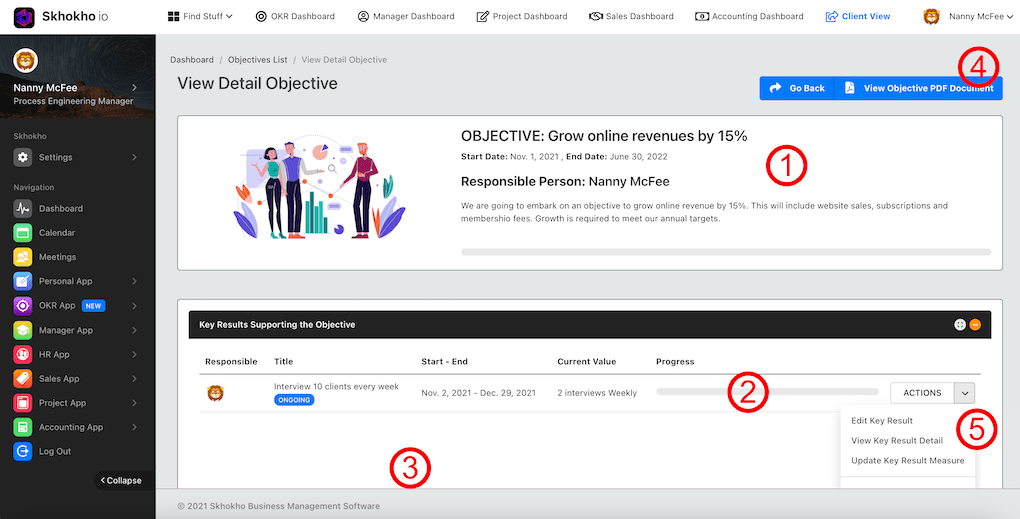 Skhokho io
Find Stuff
OKR Dashboard
Manager Dashboard
Project Dashboard
Sales Dashboard
Accounting Dashboard
Client View
Nanny McFee
Nanny McFee
Process Engineering Manager
Skhokho
Settings
Navigation
Dashboard
Calendar
Meetings
Personal App
OKR App NEW
Manager App
HR App
Sales App
Project App
Accounting App
Log Out
Collapse
Dashboard / Objectives List / View Detail Objective
View Detail Objective
4
Go Back
View Objective PDF Document
OBJECTIVE: Grow online revenues by 15%
Start Date: Nov. 1, 2021 , End Date: June 30, 2022
1
Responsible Person: Nanny McFee
We are going to embark on an objective to grow online revenue by 15%. This will include website sales, subscriptions and
membershio fees. Growth is required to meet our annual targets.
Key Results Supporting the Objective
Responsible Title Start - End Current Value Progress
Interview 10 clients every week
ONGOING
Nov. 2, 2021 - Dec. 29, 2021
2 interviews Weekly
2
ACTIONS
Edit Key Result
View Key Result Detail
Update Key Result Measure
5
3
© 2021 Skhokho Business Management Software